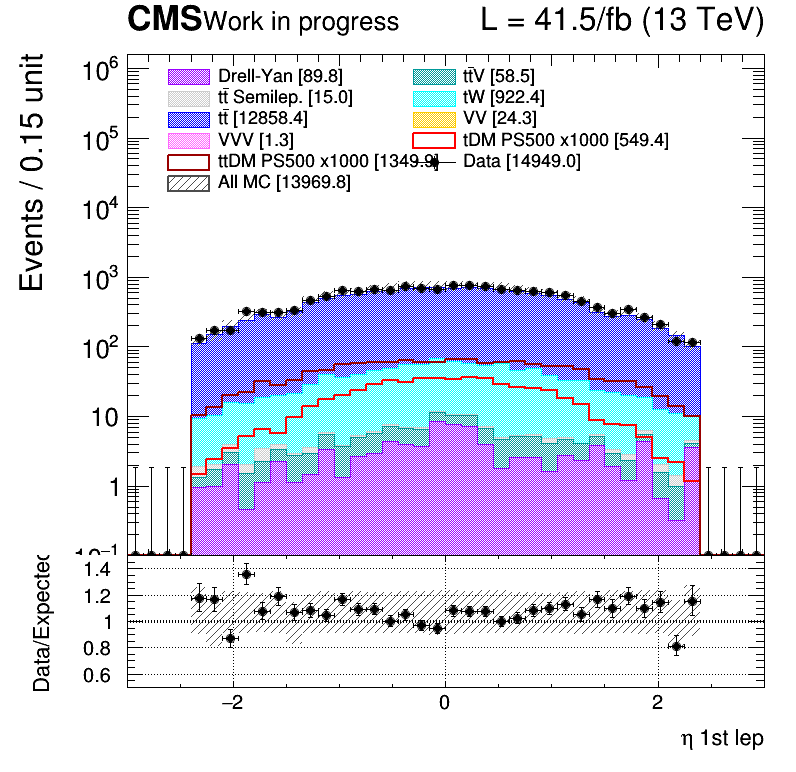 CMS Work in progress L = 41.5/fb (13 TeV)
Events / 0.15 unit
10⁶
10⁵
10⁴
10³
10²
10
1
10⁻¹
Drell-Yan [89.8] tt̄V [58.5]
tt̄ Semilep. [15.0] tW [922.4]
tt̄ [12858.4] VV [24.3]
VVV [1.3] tDM PS500 x1000 [549.4]
ttDM PS500 x1000 [1349.9] Data [14949.0]
All MC [13969.8]
Data/Expected
1.4
1.2
1
0.8
0.6
−2 0 2
η 1st lep